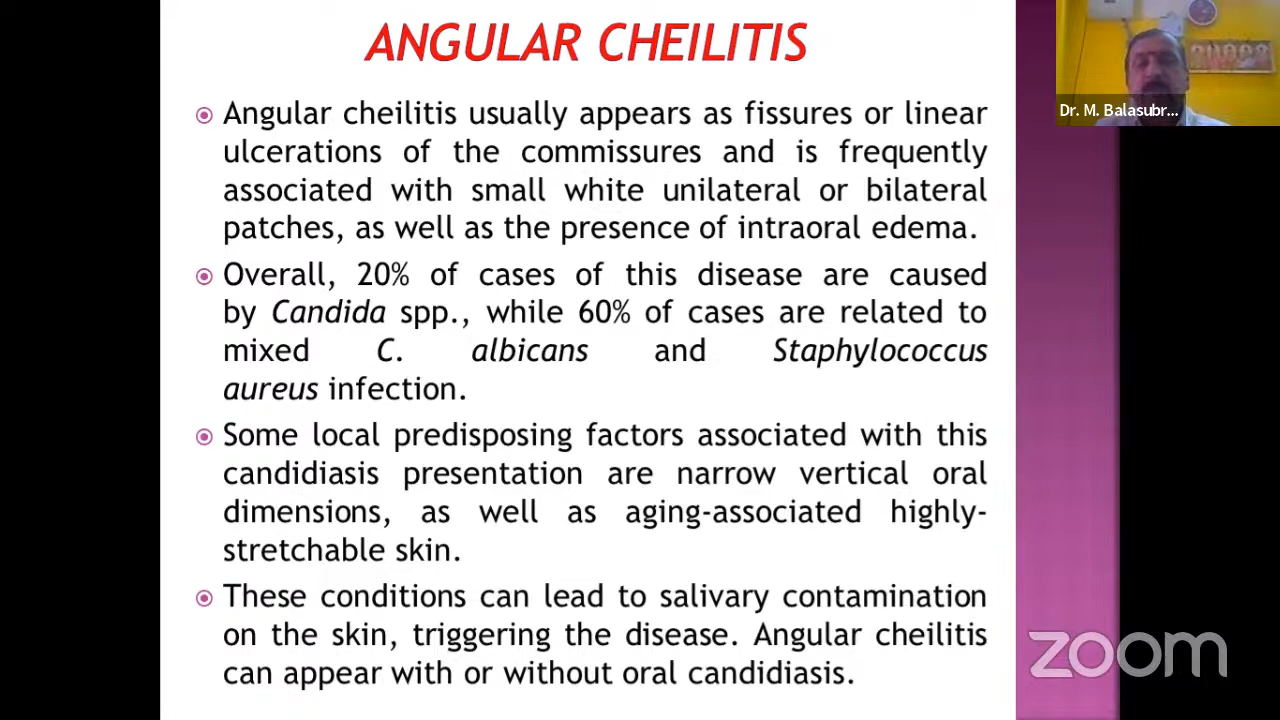 ANGULAR CHEILITIS
Angular cheilitis usually appears as fissures or linear
ulcerations of the commissures and is frequently
associated with small white unilateral or bilateral
patches, as well as the presence of intraoral edema.
Overall, 20% of cases of this disease are caused
by Candida spp., while 60% of cases are related to
mixed C. albicans and Staphylococcus
aureus infection.
Some local predisposing factors associated with this
candidiasis presentation are narrow vertical oral
dimensions, as well as aging-associated highly-
stretchable skin.
These conditions can lead to salivary contamination
on the skin, triggering the disease. Angular cheilitis
can appear with or without oral candidiasis.
Dr. M. Balasubr...
zoom